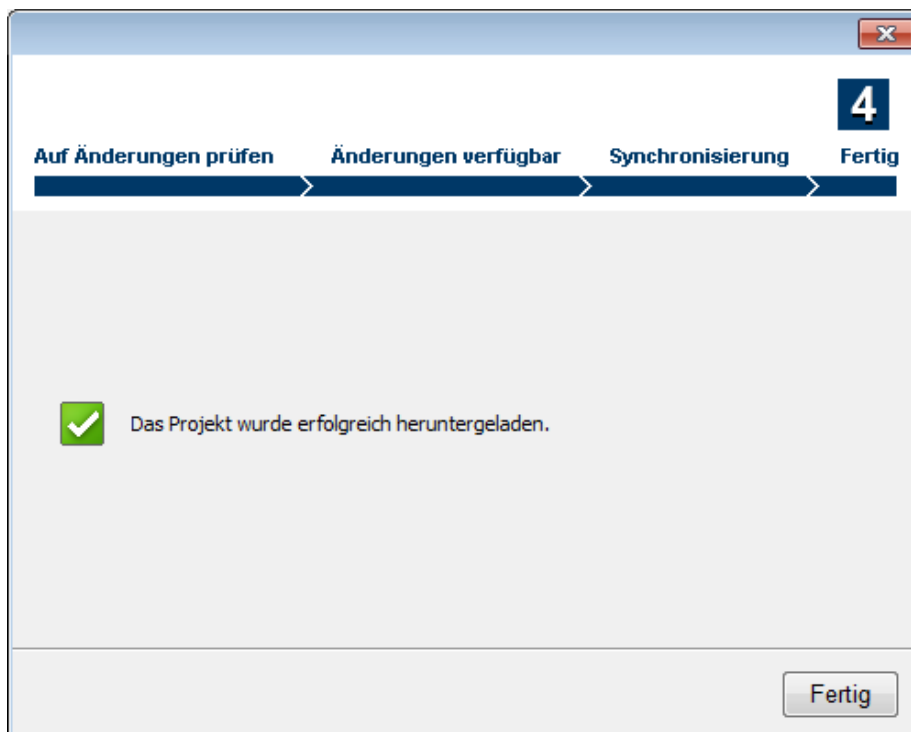 4
Auf Änderungen prüfen Änderungen verfügbar Synchronisierung Fertig
Das Projekt wurde erfolgreich heruntergeladen.
Fertig